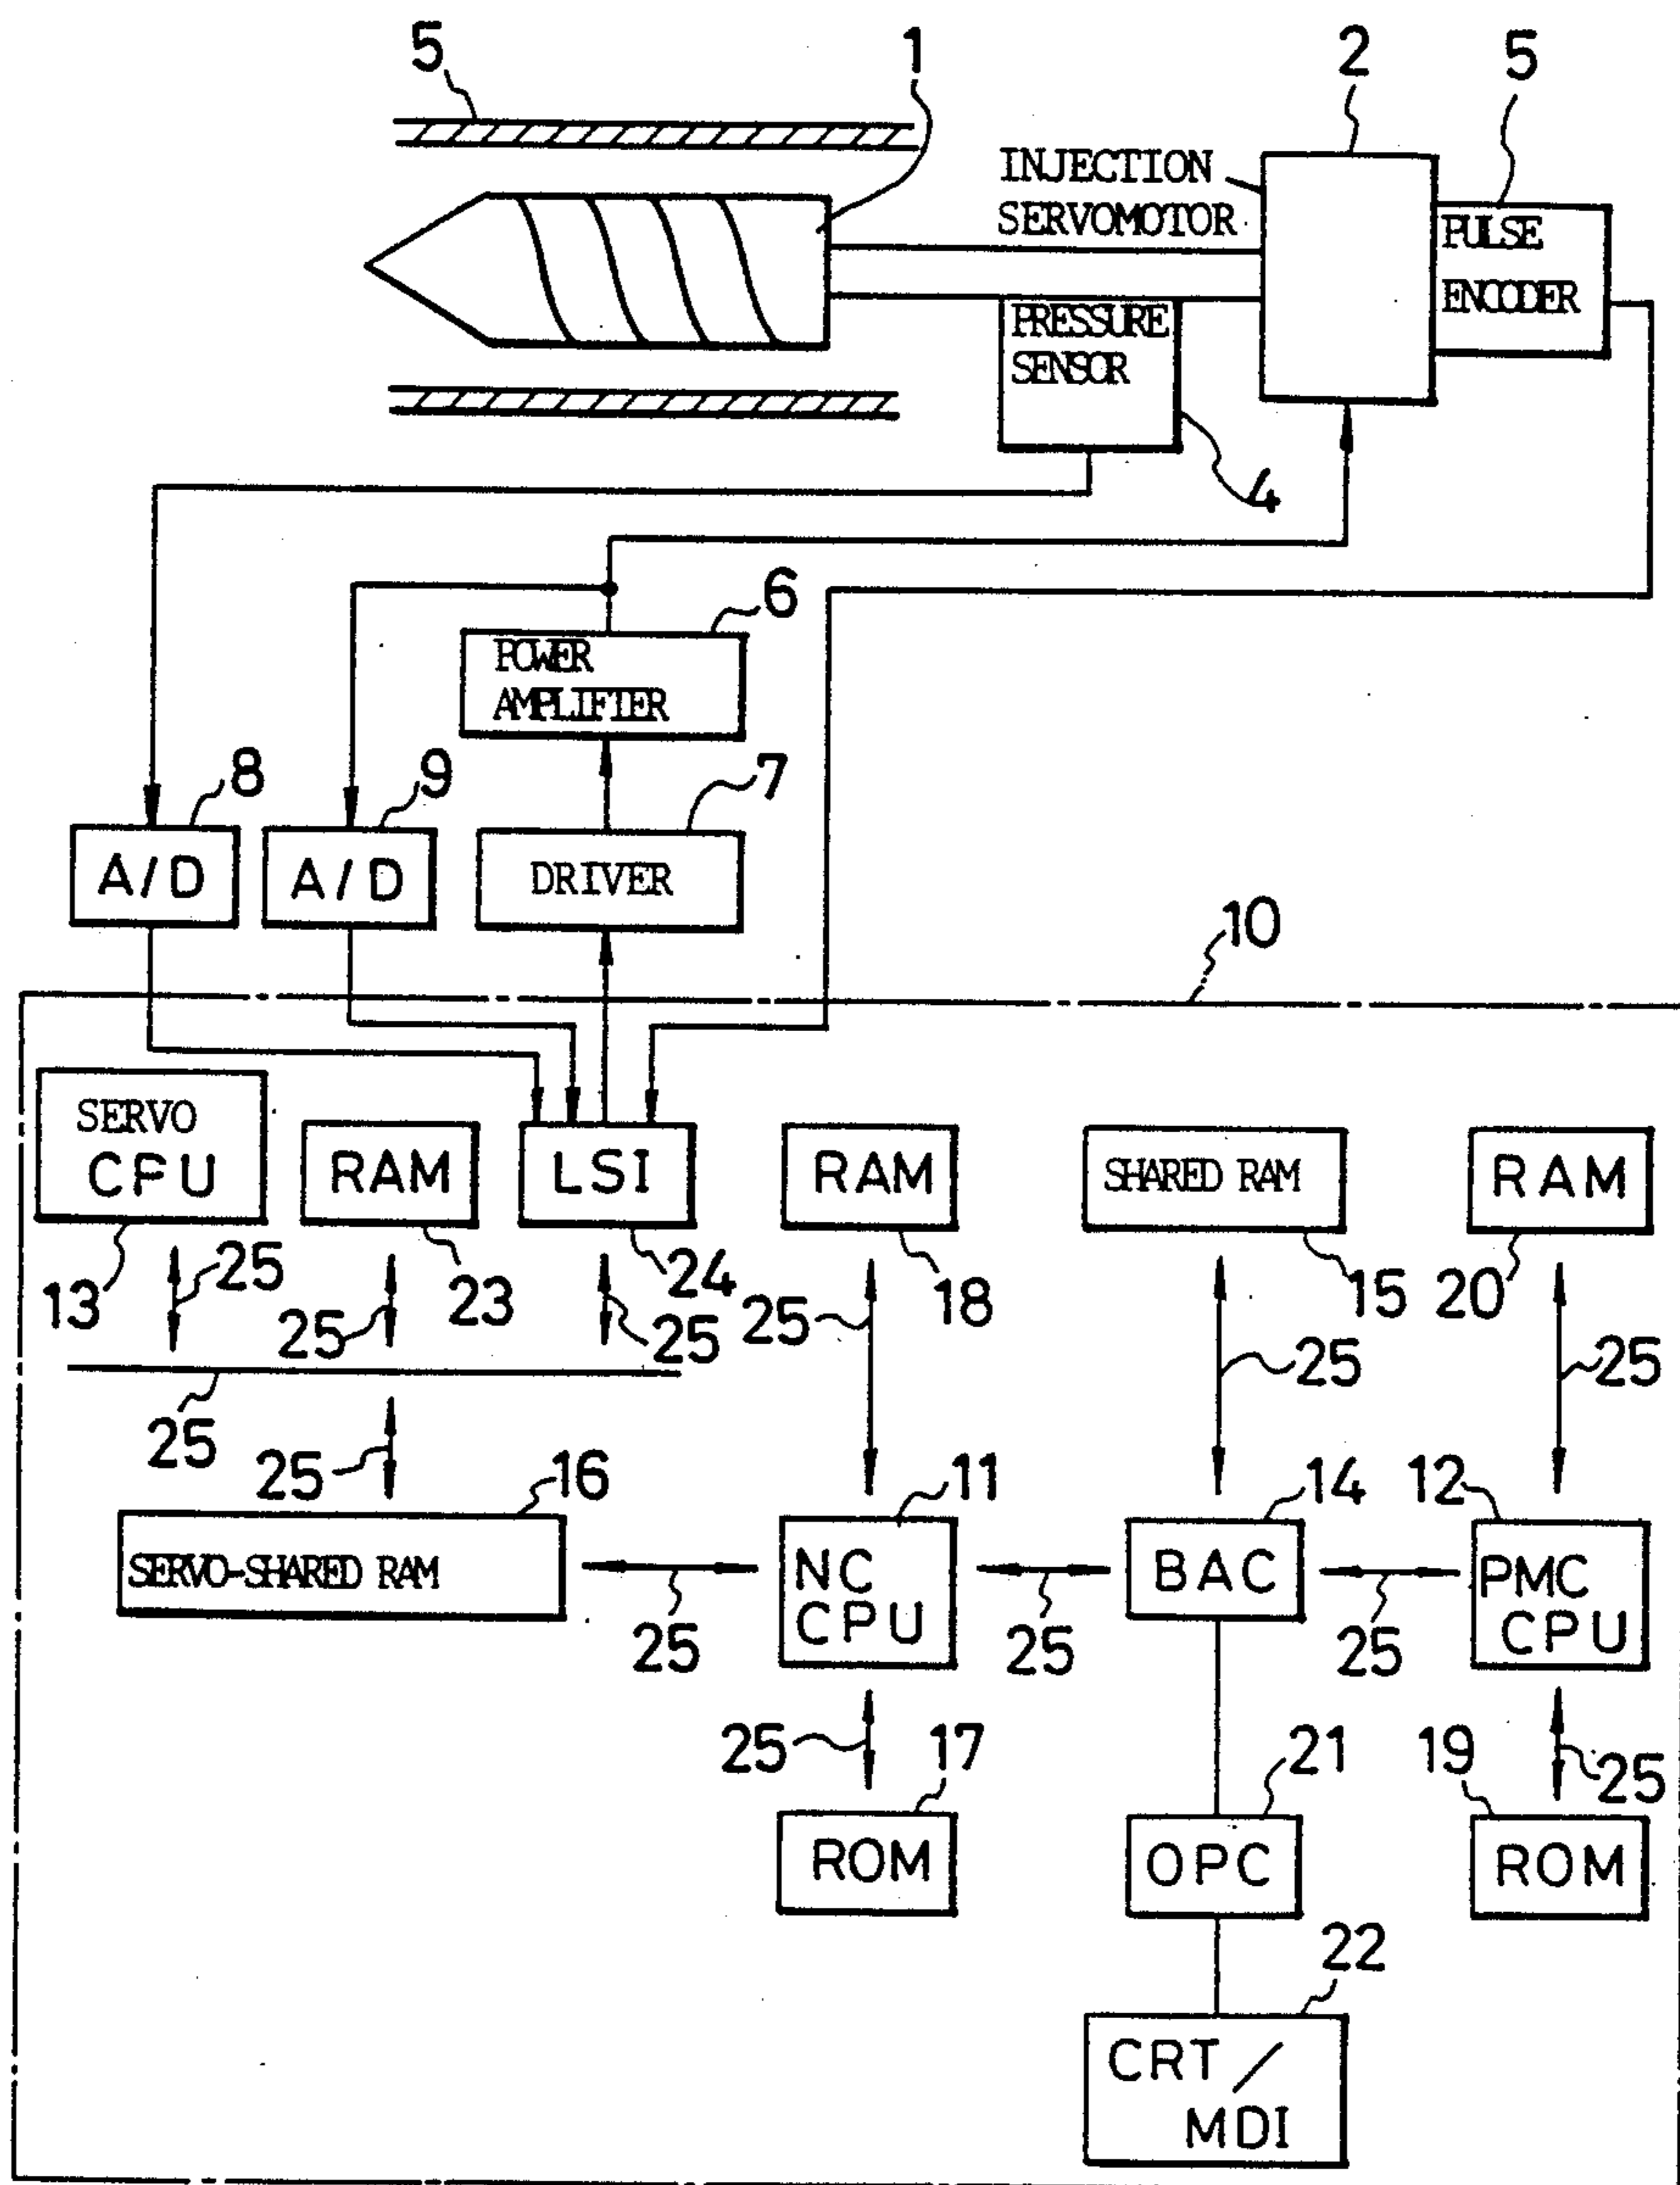 5
1
2
5
INJECTION
SERVOMOTOR
PULSE
ENCODER
PRESSURE
SENSOR
4
6
POWER
AMPLIFIER
8
9
7
A/D
A/D
DRIVER
10
SERVO
CPU
RAM
LSI
RAM
SHARED RAM
RAM
13
25
23
24
18
15
20
25
25
25
25
25
25
25
16
11
14
12
SERVO-SHARED RAM
NC
CPU
BAC
PMC
CPU
25
25
25
25
17
21
19
25
ROM
OPC
ROM
22
CRT/
MDI